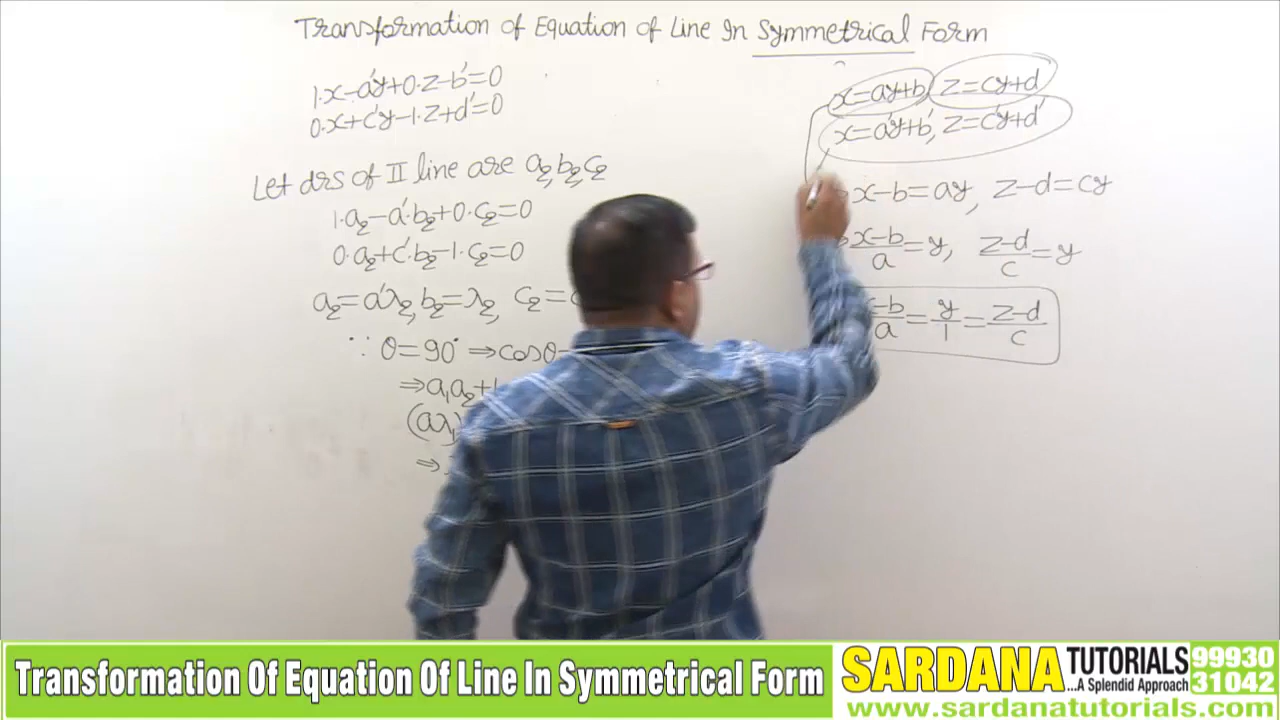 Transformation of Equation of Line In Symmetrical Form
1·x-a'y+0·z-b'=0
0·x+c'y-1·z+d'=0
Let drs of II line are a₂,b₂,c₂
1·a₂-a'·b₂+0·c₂=0
0·a₂+c'·b₂-1·c₂=0
a₂=a'λ₂, b₂=λ₂, c₂=
∵ θ=90° ⇒cosθ
⇒a₁a₂+
(aλ₁)
⇒
x=ay+b, z=cy+d
x=a'y+b', z=c'y+d'
x-b=ay, z-d=cy
(x-b)/a=y, (z-d)/c=y
(x-b)/a=y/1=(z-d)/c
Transformation Of Equation Of Line In Symmetrical Form
SARDANA TUTORIALS 99930 31042
...A Splendid Approach
www.sardanatutorials.com